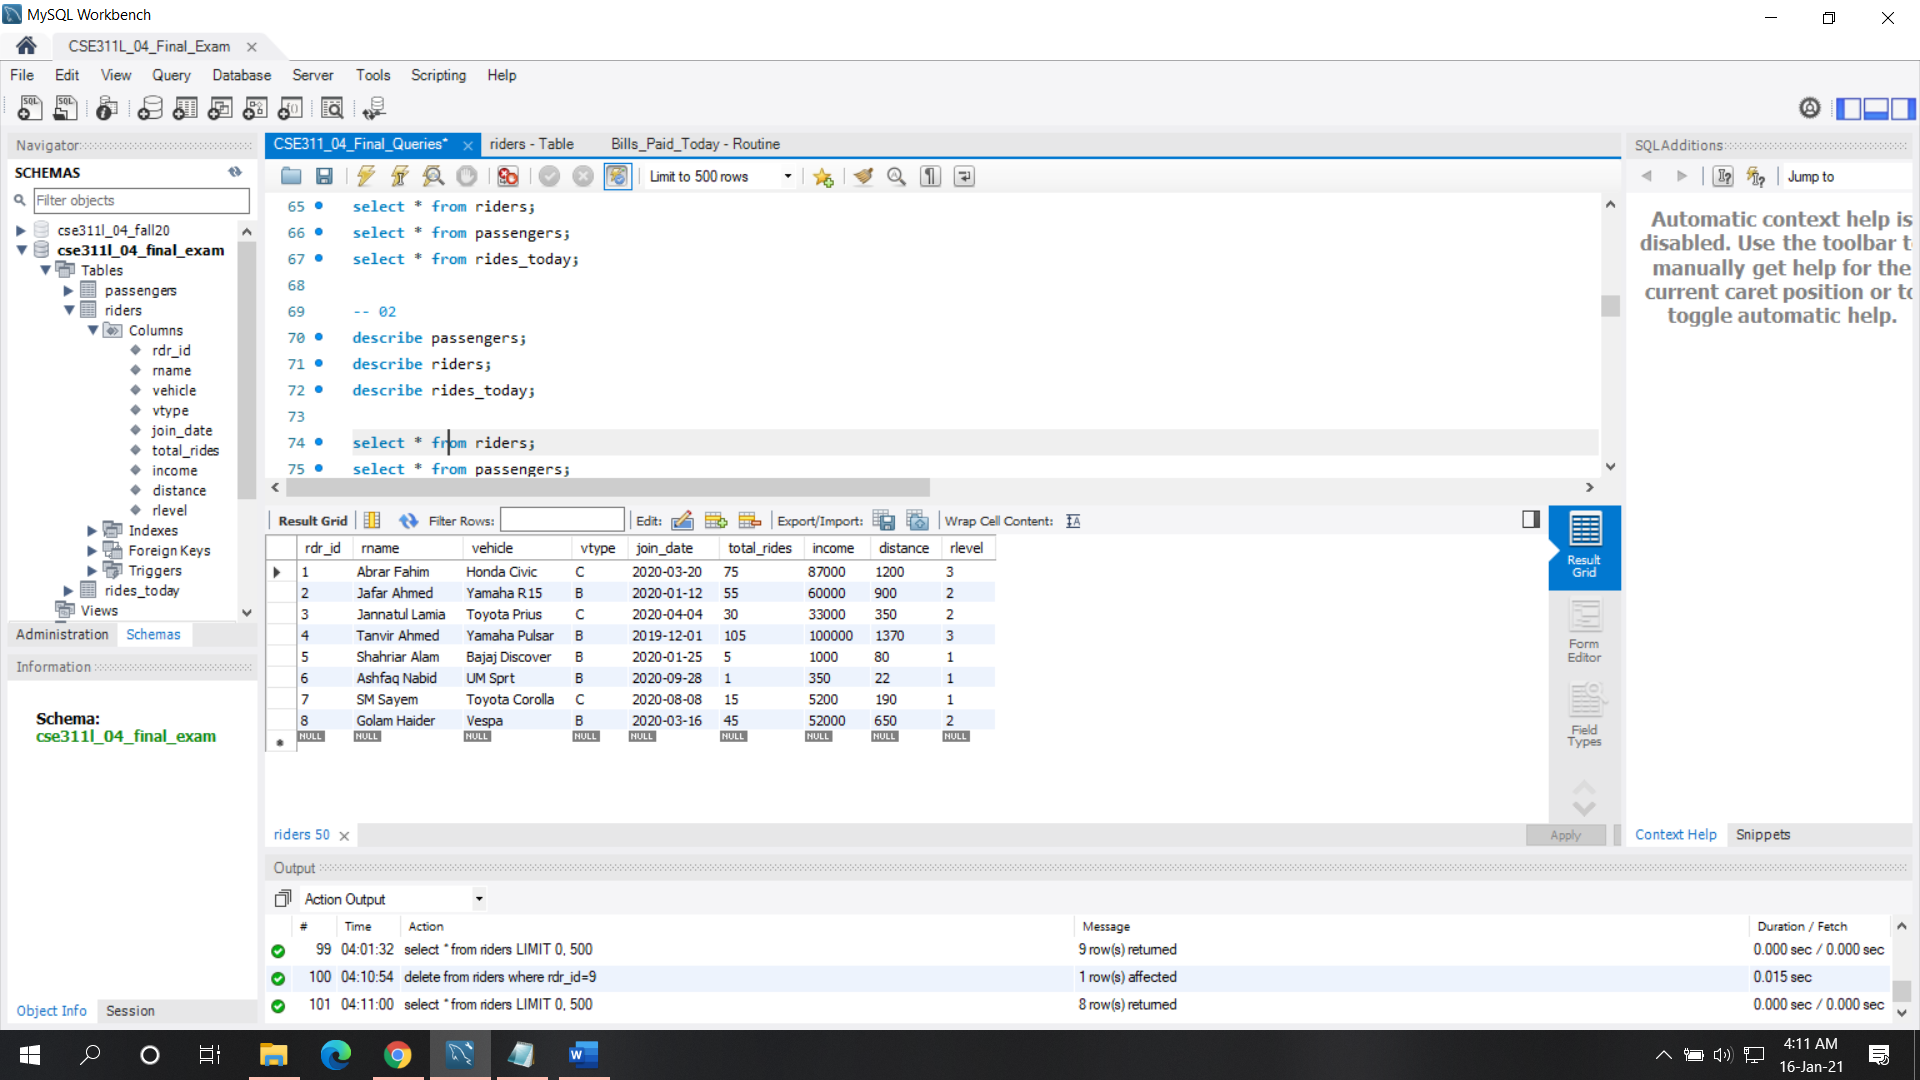 MySQL Workbench
CSE311L_04_Final_Exam
File Edit View Query Database Server Tools Scripting Help
Navigator
SCHEMAS
Filter objects
cse311l_04_fall20
cse311l_04_final_exam
Tables
passengers
riders
Columns
rdr_id
rname
vehicle
vtype
join_date
total_rides
income
distance
rlevel
Indexes
Foreign Keys
Triggers
rides_today
Views
Administration Schemas
Information
Schema:
cse311l_04_final_exam
Object Info Session
CSE311_04_Final_Queries* riders - Table Bills_Paid_Today - Routine
Limit to 500 rows
65 select * from riders;
66 select * from passengers;
67 select * from rides_today;
68
69 -- 02
70 describe passengers;
71 describe riders;
72 describe rides_today;
73
74 select * from riders;
75 select * from passengers;
Result Grid Filter Rows: Edit: Export/Import: Wrap Cell Content:
rdr_id rname vehicle vtype join_date total_rides income distance rlevel
1 Abrar Fahim Honda Civic C 2020-03-20 75 87000 1200 3
2 Jafar Ahmed Yamaha R15 B 2020-01-12 55 60000 900 2
3 Jannatul Lamia Toyota Prius C 2020-04-04 30 33000 350 2
4 Tanvir Ahmed Yamaha Pulsar B 2019-12-01 105 100000 1370 3
5 Shahriar Alam Bajaj Discover B 2020-01-25 5 1000 80 1
6 Ashfaq Nabid UM Sprt B 2020-09-28 1 350 22 1
7 SM Sayem Toyota Corolla C 2020-08-08 15 5200 190 1
8 Golam Haider Vespa B 2020-03-16 45 52000 650 2
NULL NULL NULL NULL NULL NULL NULL NULL NULL
Result
Grid
Form
Editor
Field
Types
riders 50
Apply
SQLAdditions
Jump to
Automatic context help is
disabled. Use the toolbar t
manually get help for the
current caret position or to
toggle automatic help.
Context Help Snippets
Output
Action Output
# Time Action Message Duration / Fetch
99 04:01:32 select * from riders LIMIT 0, 500 9 row(s) returned 0.000 sec / 0.000 sec
100 04:10:54 delete from riders where rdr_id=9 1 row(s) affected 0.015 sec
101 04:11:00 select * from riders LIMIT 0, 500 8 row(s) returned 0.000 sec / 0.000 sec
4:11 AM
16-Jan-21